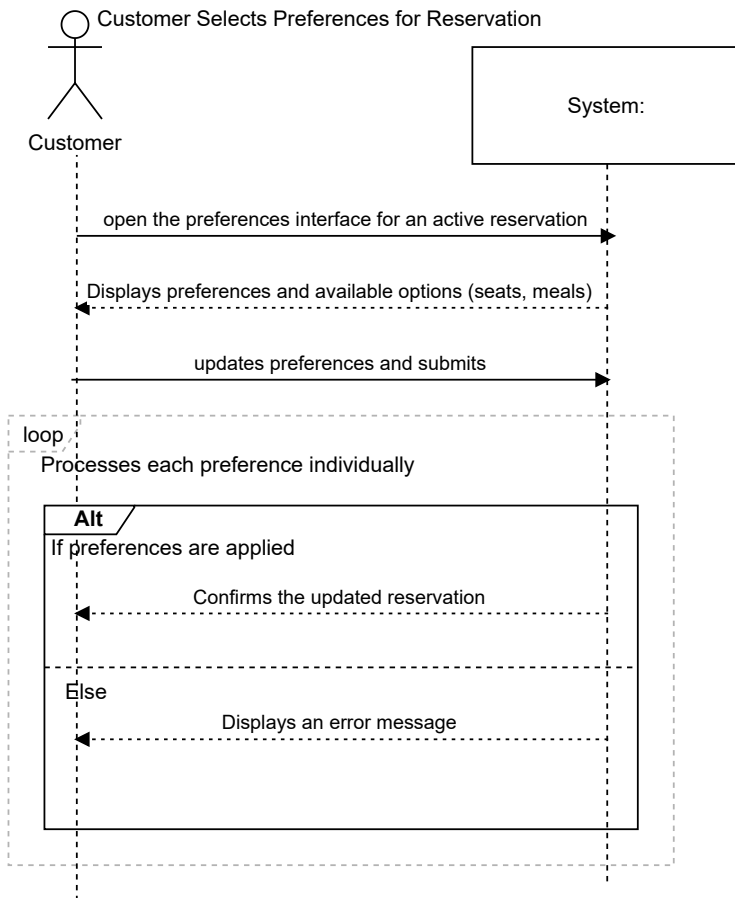 Customer Selects Preferences for Reservation
System:
Customer
open the preferences interface for an active reservation
Displays preferences and available options (seats, meals)
updates preferences and submits
loop
Processes each preference individually
Alt
If preferences are applied
Confirms the updated reservation
Else
Displays an error message